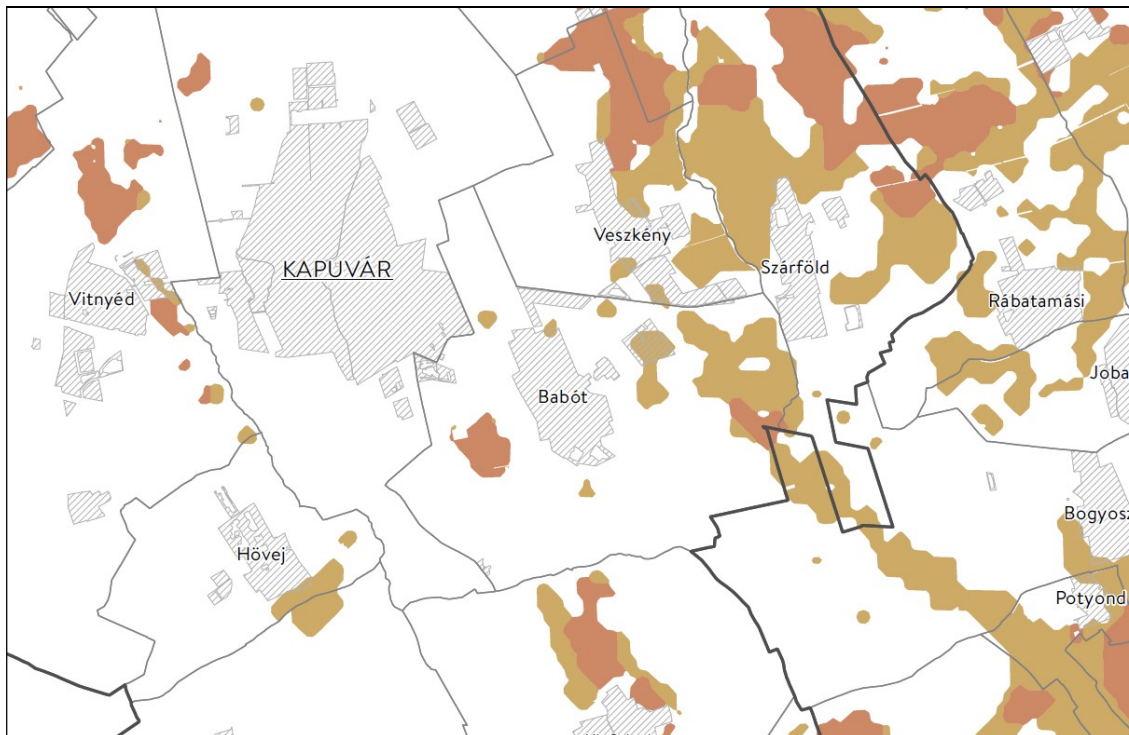 Veszkény
Szárföld
KAPUVÁR
Vitnyéd
Rábatamási
Joba
Babót
Bogyosz
Hövej
Potyond